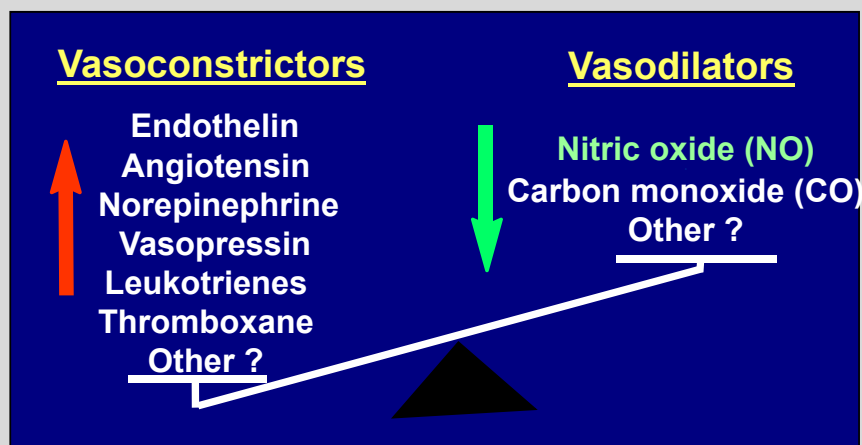 Vasoconstrictors
Endothelin
Angiotensin
Norepinephrine
Vasopressin
Leukotrienes
Thromboxane
Other ?
Vasodilators
Nitric oxide (NO)
Carbon monoxide (CO)
Other ?